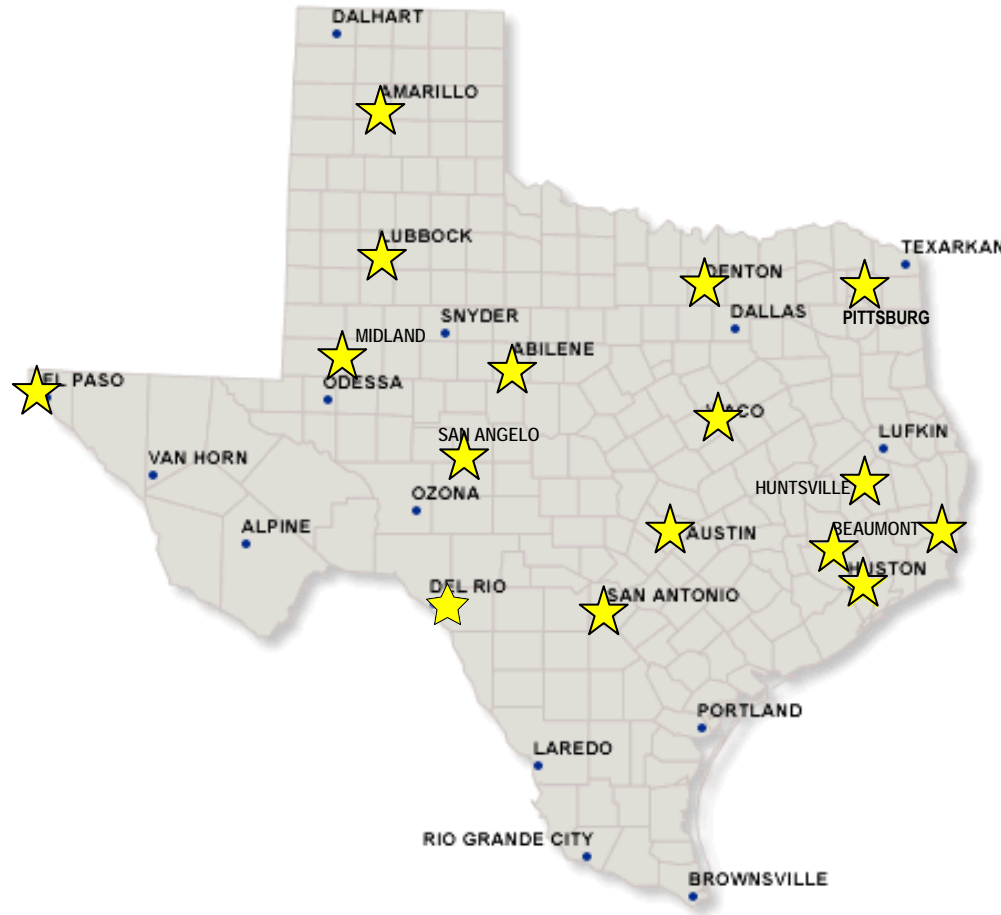 DALHART
AMARILLO
LUBBOCK
TEXARKAN
DENTON
PITTSBURG
DALLAS
SNYDER
MIDLAND
ABILENE
EL PASO
ODESSA
WACO
SAN ANGELO
LUFKIN
VAN HORN
HUNTSVILLE
OZONA
ALPINE
AUSTIN
BEAUMONT
HUSTON
DEL RIO
SAN ANTONIO
PORTLAND
LAREDO
RIO GRANDE CITY
BROWNSVILLE